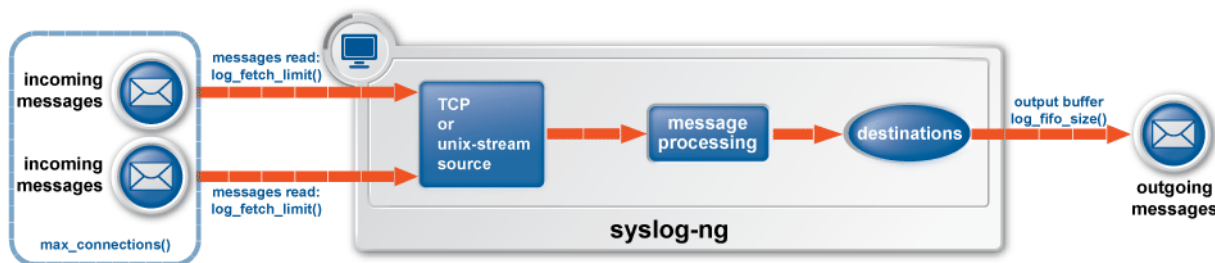 incoming
messages
messages read:
log_fetch_limit()
incoming
messages
messages read:
log_fetch_limit()
max_connections()
TCP
or
unix-stream
source
message
processing
destinations
output buffer
log_fifo_size()
outgoing
messages
syslog-ng